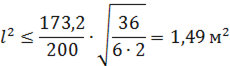 l² ≤ 173,2/200 · √(36/(6 · 2)) = 1,49 м²